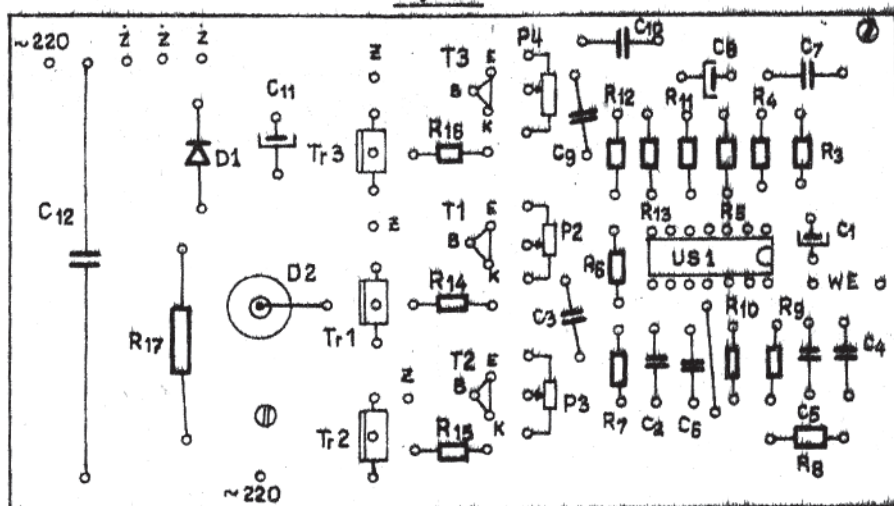 ~220 Ż Ż Ż Z T3 E P4 C10 C8 C7 2
B K
C11 R12 R11 R4
D1 Tr3 R16 C9 R3
C12 Z T1 E R13 R5
B P2 US1 C1
D2 K R6 WE
R14 C3 R10 R9
R17 Tr1 T2 E C4
Z B P3
K R7 C2 C6 C5
Tr2 R15 R8
~220